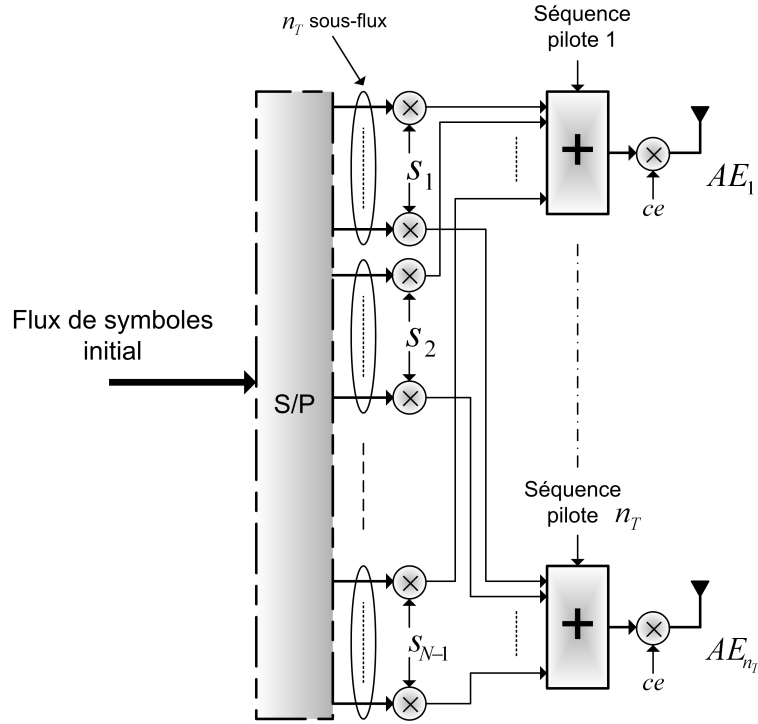 n_T sous-flux
Séquence
pilote 1
s_1
AE_1
ce
s_2
Flux de symboles
initial
S/P
Séquence
pilote n_T
s_{N-1}
AE_{n_T}
ce